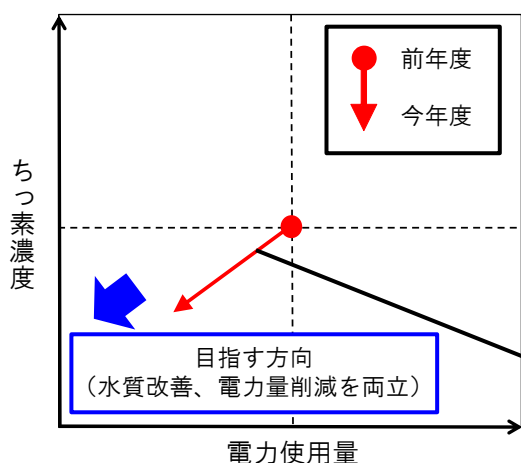 前年度
今年度
ちっ素濃度
目指す方向
（水質改善、電力量削減を両立）
電力使用量